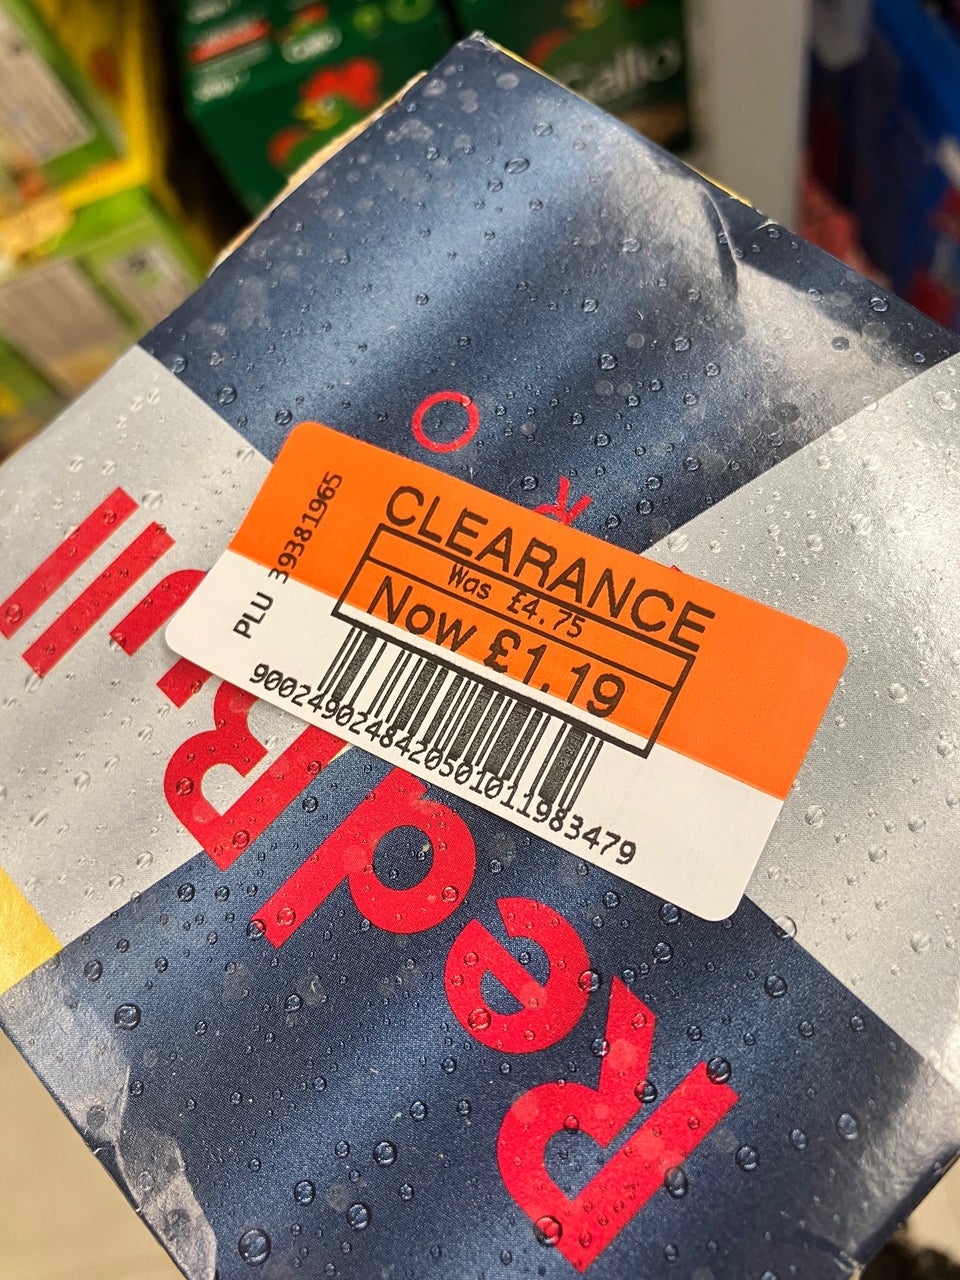 CLEARANCE
Was £4.75
Now £1.19
PLU 39381965
9002490248420501011983479
Red
Bull
®